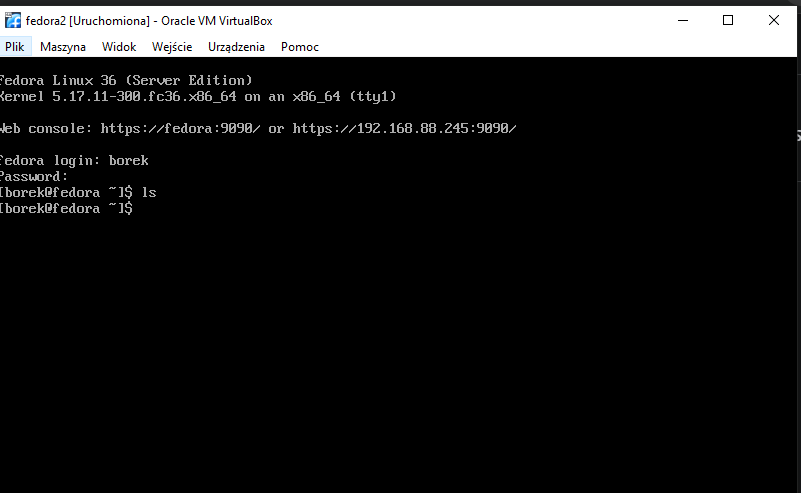 fedora2 [Uruchomiona] - Oracle VM VirtualBox
Plik Maszyna Widok Wejście Urządzenia Pomoc
Fedora Linux 36 (Server Edition)
Kernel 5.17.11-300.fc36.x86_64 on an x86_64 (tty1)
Web console: https://fedora:9090/ or https://192.168.88.245:9090/
fedora login: borek
Password:
[borek@fedora ~]$ ls
[borek@fedora ~]$